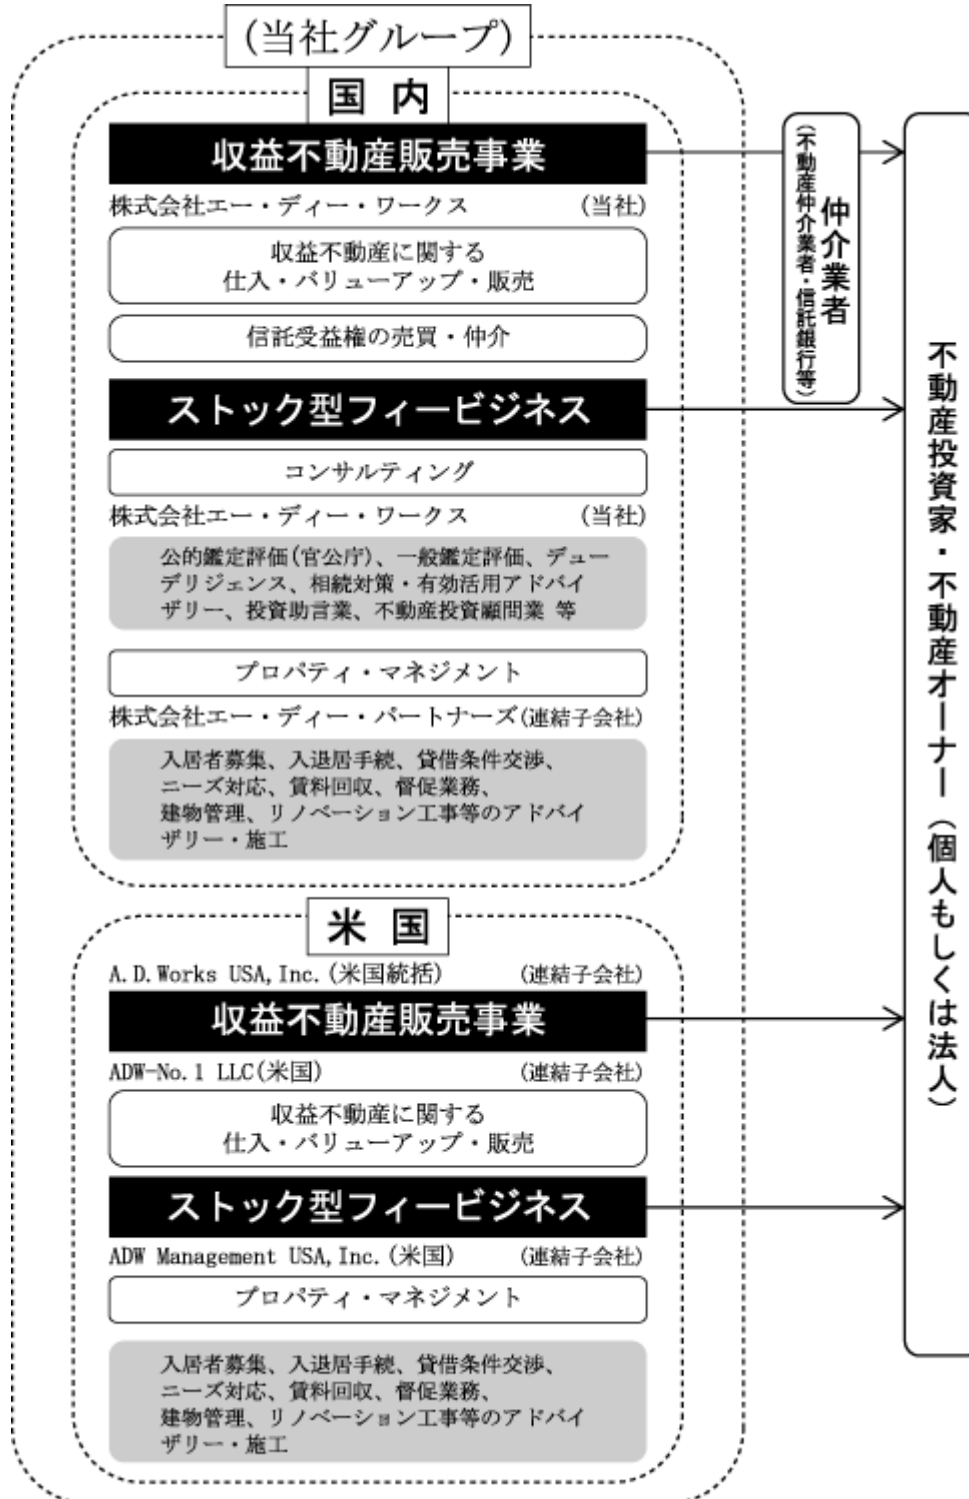 (当社グループ)
国 内
収益不動産販売事業
株式会社エー・ディー・ワークス (当社)
収益不動産に関する
仕入・バリューアップ・販売
信託受益権の売買・仲介
ストック型フィービジネス
コンサルティング
株式会社エー・ディー・ワークス (当社)
公的鑑定評価(官公庁)、一般鑑定評価、デュー
デリジェンス、相続対策・有効活用アドバイ
ザリー、投資助言業、不動産投資顧問業 等
プロパティ・マネジメント
株式会社エー・ディー・パートナーズ(連結子会社)
入居者募集、入退居手続、貸借条件交渉、
ニーズ対応、賃料回収、督促業務、
建物管理、リノベーション工事等のアドバイ
ザリー・施工
米 国
A.D.Works USA,Inc.(米国統括) (連結子会社)
収益不動産販売事業
ADW-No.1 LLC(米国) (連結子会社)
収益不動産に関する
仕入・バリューアップ・販売
ストック型フィービジネス
ADW Management USA,Inc.(米国) (連結子会社)
プロパティ・マネジメント
入居者募集、入退居手続、貸借条件交渉、
ニーズ対応、賃料回収、督促業務、
建物管理、リノベーション工事等のアドバイ
ザリー・施工
仲介業者
(不動産仲介業者・信託銀行等)
不動産投資家・不動産オーナー(個人もしくは法人)